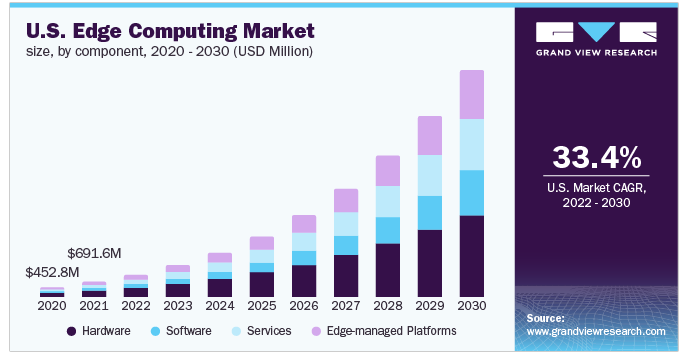 U.S. Edge Computing Market
size, by component, 2020 - 2030 (USD Million)
$452.8M
$691.6M
2020 2021 2022 2023 2024 2025 2026 2027 2028 2029 2030
Hardware Software Services Edge-managed Platforms
GRAND VIEW RESEARCH
33.4%
U.S. Market CAGR,
2022 - 2030
Source:
www.grandviewresearch.com